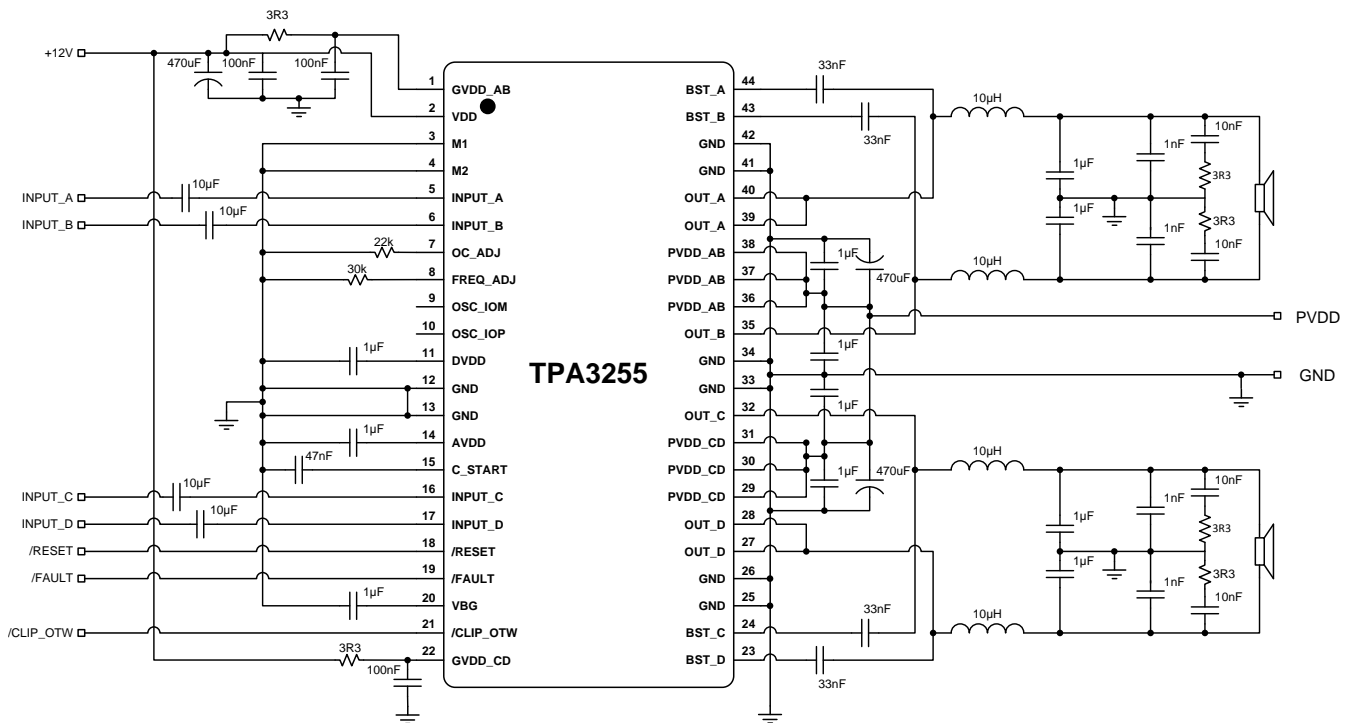 3R3
+12V
470uF
100nF
100nF
33nF
33nF
1 GVDD_AB
2 VDD
3 M1
4 M2
5 INPUT_A
6 INPUT_B
7 OC_ADJ
8 FREQ_ADJ
9 OSC_IOM
10 OSC_IOP
11 DVDD
12 GND
13 GND
14 AVDD
15 C_START
16 INPUT_C
17 INPUT_D
18 /RESET
19 /FAULT
20 VBG
21 /CLIP_OTW
22 GVDD_CD
TPA3255
BST_A 44
BST_B 43
GND 42
GND 41
OUT_A 40
OUT_A 39
PVDD_AB 38
PVDD_AB 37
PVDD_AB 36
OUT_B 35
GND 34
GND 33
OUT_C 32
PVDD_CD 31
PVDD_CD 30
PVDD_CD 29
OUT_D 28
OUT_D 27
GND 26
GND 25
BST_C 24
BST_D 23
INPUT_A
10µF
INPUT_B
10µF
22k
30k
1µF
1µF
47nF
INPUT_C
10µF
INPUT_D
10µF
/RESET
/FAULT
1µF
/CLIP_OTW
3R3
100nF
10µH
10nF
1nF
1µF
3R3
1µF
3R3
1nF
10nF
10µH
1µF
470uF
PVDD
1µF
GND
1µF
1µF
470uF
10µH
10nF
1nF
3R3
1µF
1µF
3R3
1nF
10nF
10µH
33nF
33nF